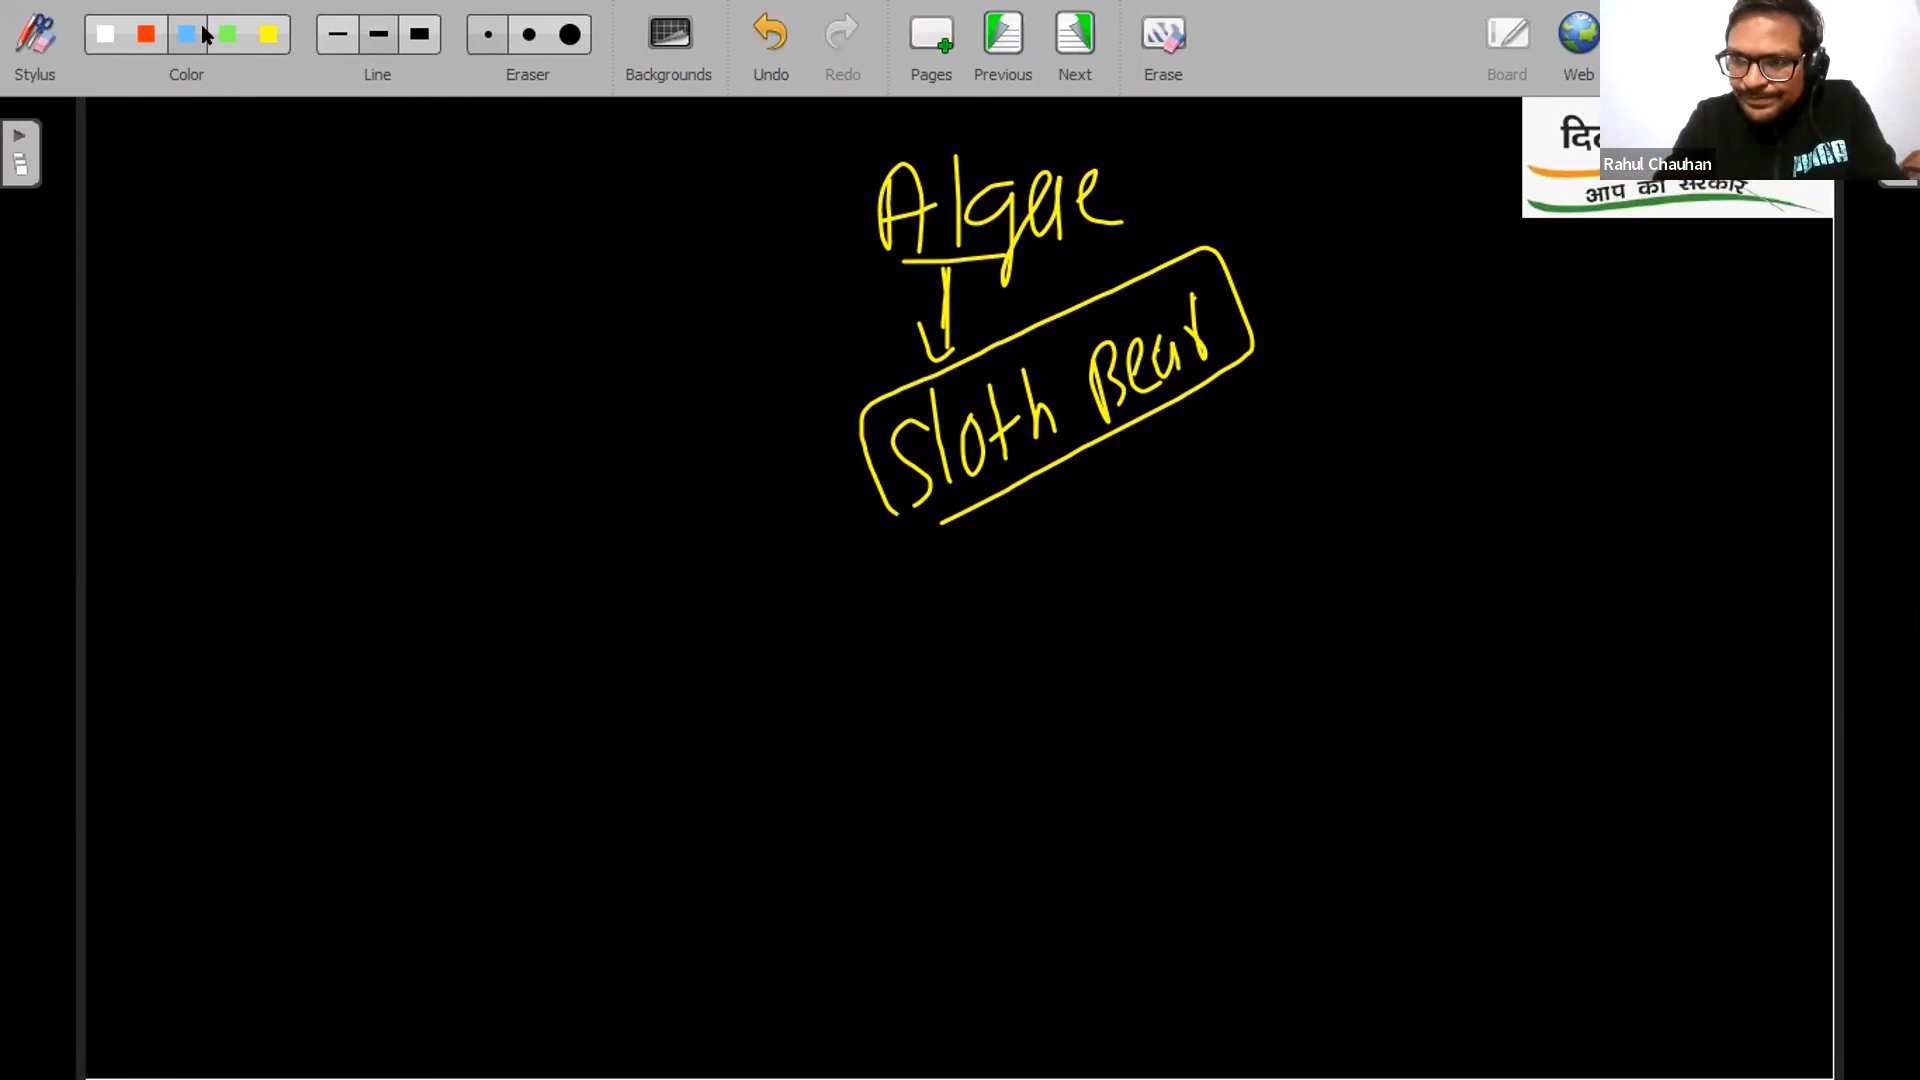 Stylus Color Line Eraser Backgrounds Undo Redo Pages Previous Next Erase Board Web
Algae
Sloth Bear
Rahul Chauhan
आप की सरकार